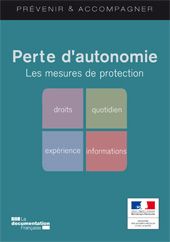 PRÉVENIR & ACCOMPAGNER
Perte d'autonomie
Les mesures de protection
droits
quotidien
expérience
informations
La
documentation
Française